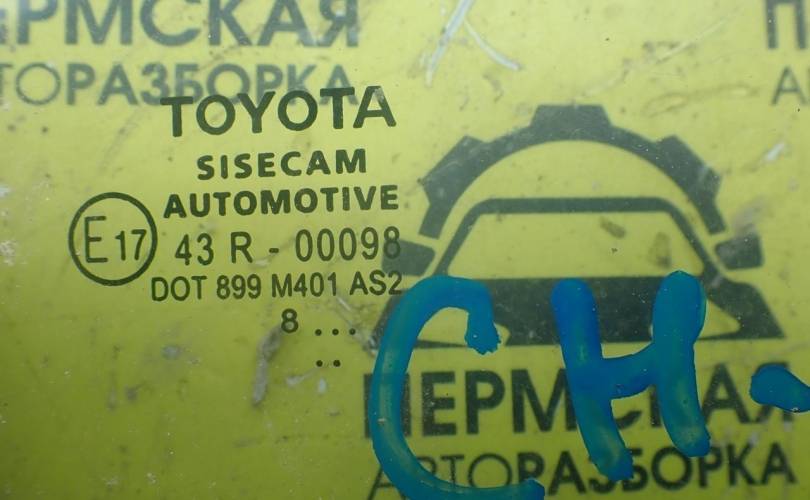 ПЕРМСКАЯ
АВТОРАЗБОРКА
TOYOTA
SISECAM
AUTOMOTIVE
E17 43 R - 00098
DOT 899 M401 AS2
8 ...
..
CH-
ПЕРМСКАЯ
АВТОРАЗБОРКА